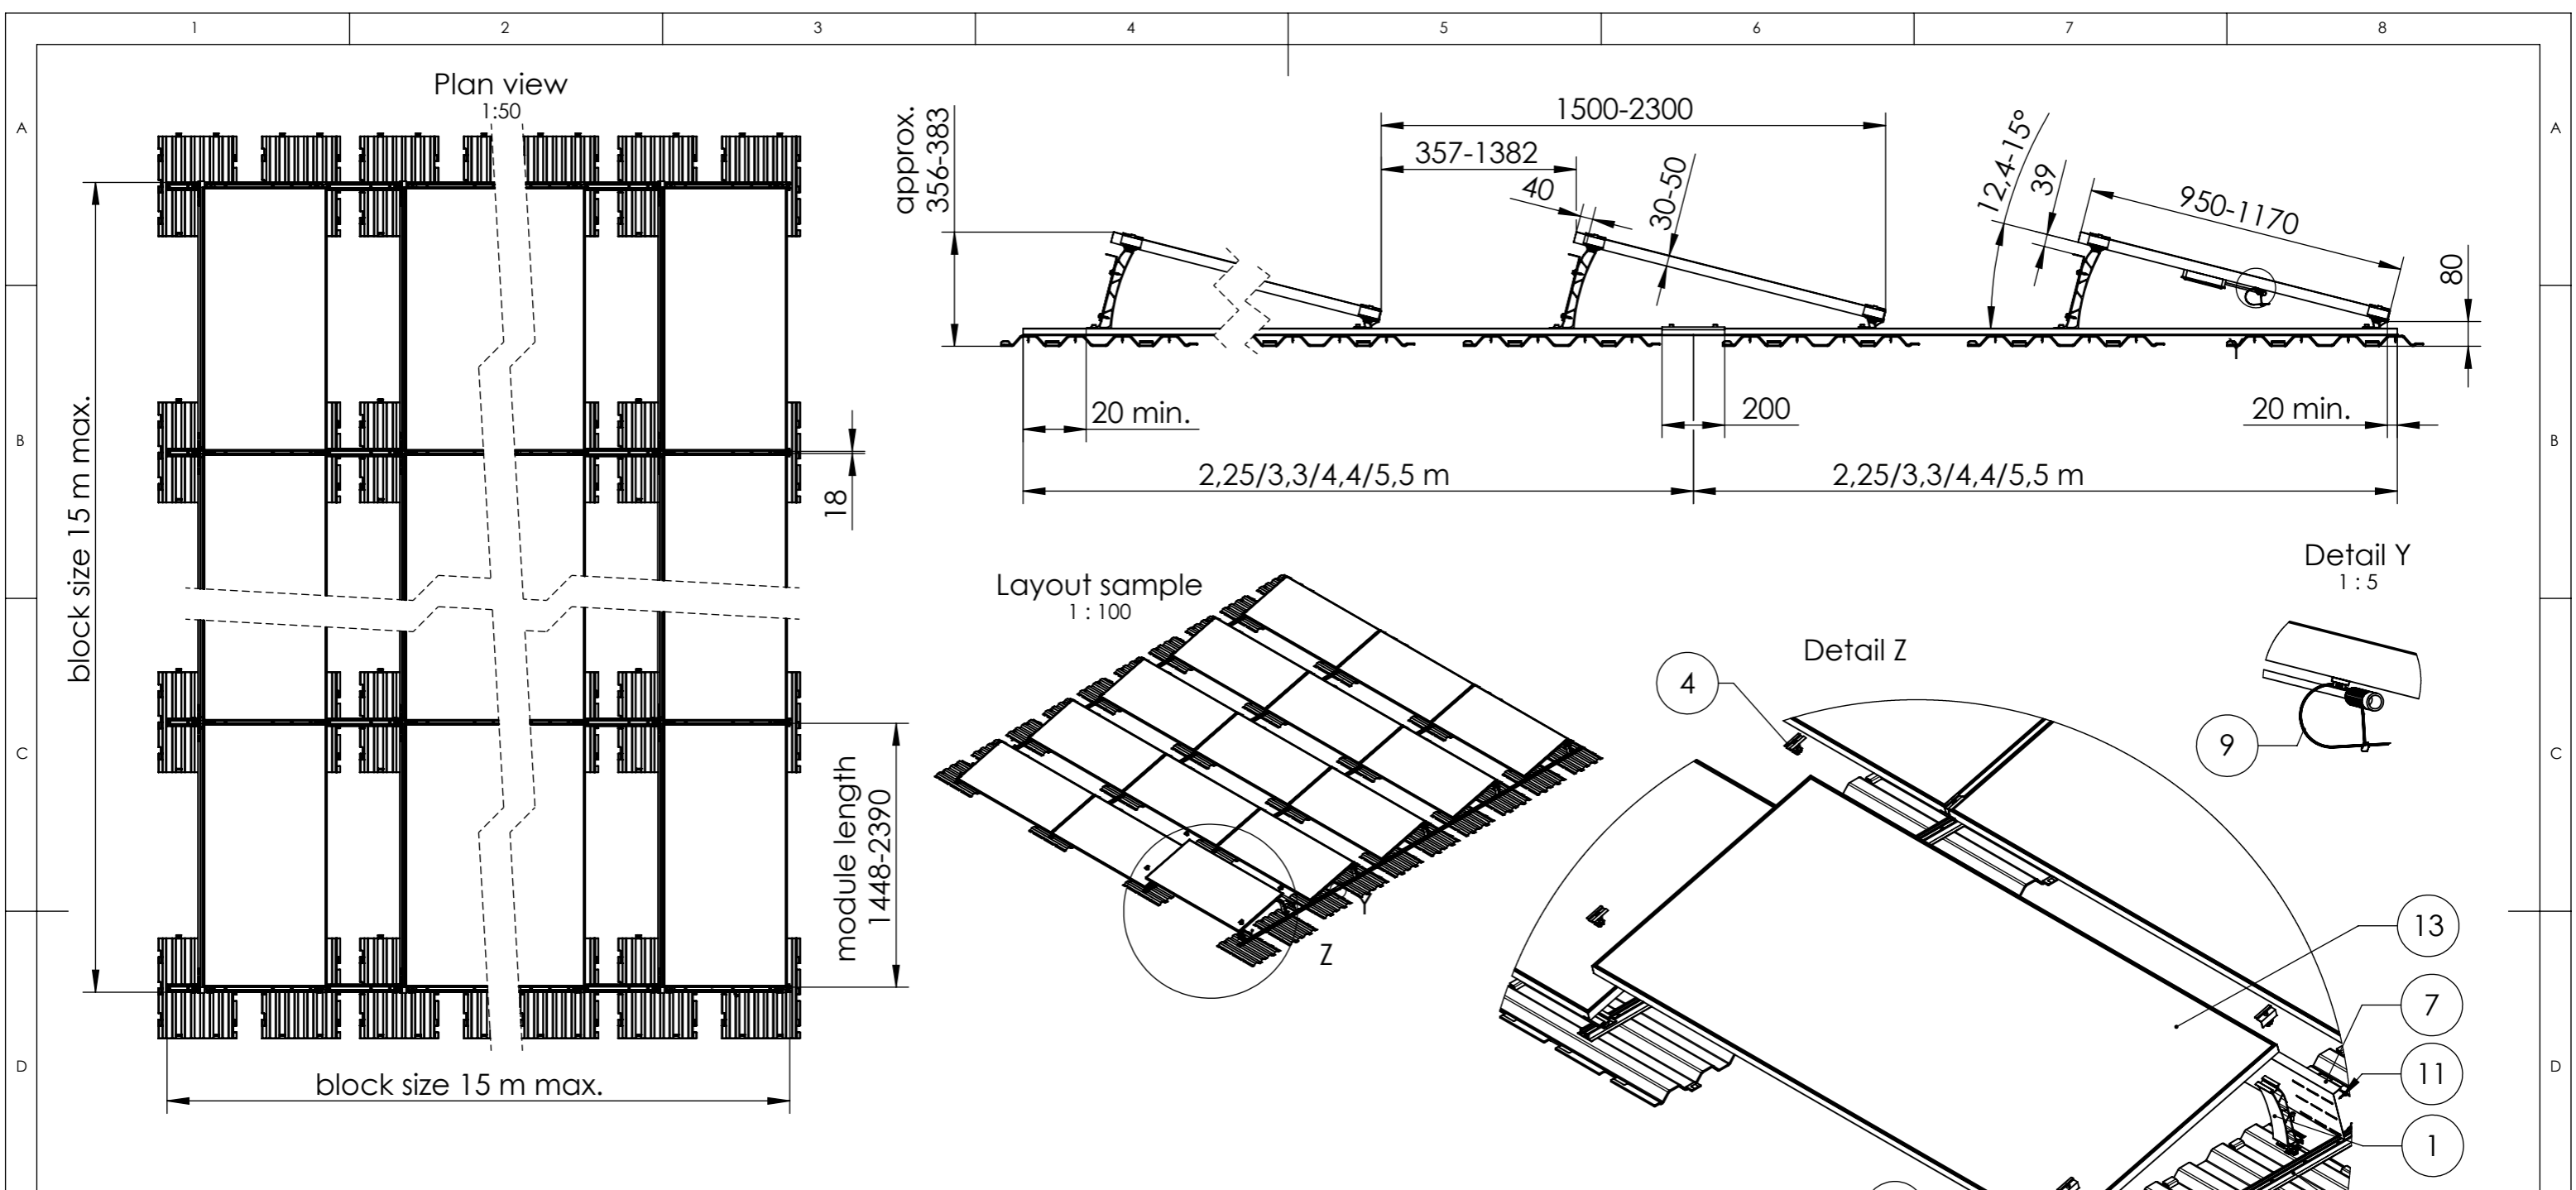 1 2 3 4 5 6 7 8
A
B
C
D
A
B
C
D
Plan view
1:50
block size 15 m max.
block size 15 m max.
18
module length
1448-2390
approx.
356-383
1500-2300
357-1382
40
30-50
12,4-15°
39
950-1170
80
20 min.
200
20 min.
2,25/3,3/4,4/5,5 m
2,25/3,3/4,4/5,5 m
Layout sample
1 : 100
Z
Detail Y
1 : 5
9
Detail Z
4
13
7
11
1